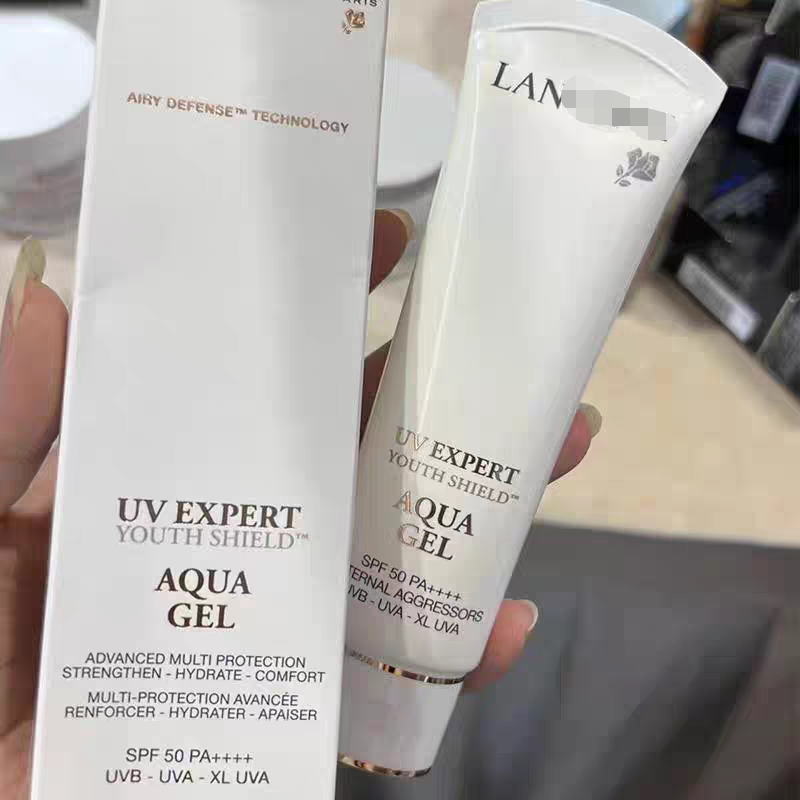 AIRY DEFENSE™ TECHNOLOGY
UV EXPERT
YOUTH SHIELD™
AQUA
GEL
ADVANCED MULTI PROTECTION
STRENGTHEN - HYDRATE - COMFORT
MULTI-PROTECTION AVANCÉE
RENFORCER - HYDRATER - APAISER
SPF 50 PA++++
UVB - UVA - XL UVA
LAN
UV EXPERT
YOUTH SHIELD™
AQUA
GEL
SPF 50 PA++++
TERNAL AGGRESSORS
UVB - UVA - XL UVA